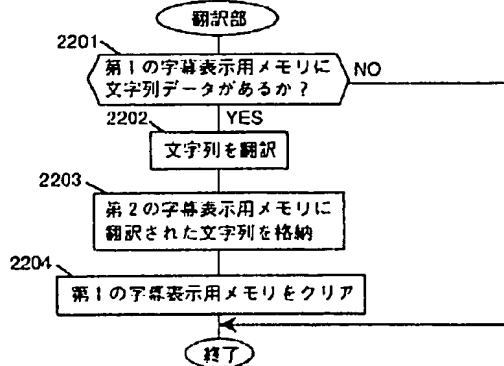 翻訳部
2201
第1の字幕表示用メモリに
文字列データがあるか?
NO
YES
2202
文字列を翻訳
2203
第2の字幕表示用メモリに
翻訳された文字列を格納
2204
第1の字幕表示用メモリをクリア
終了